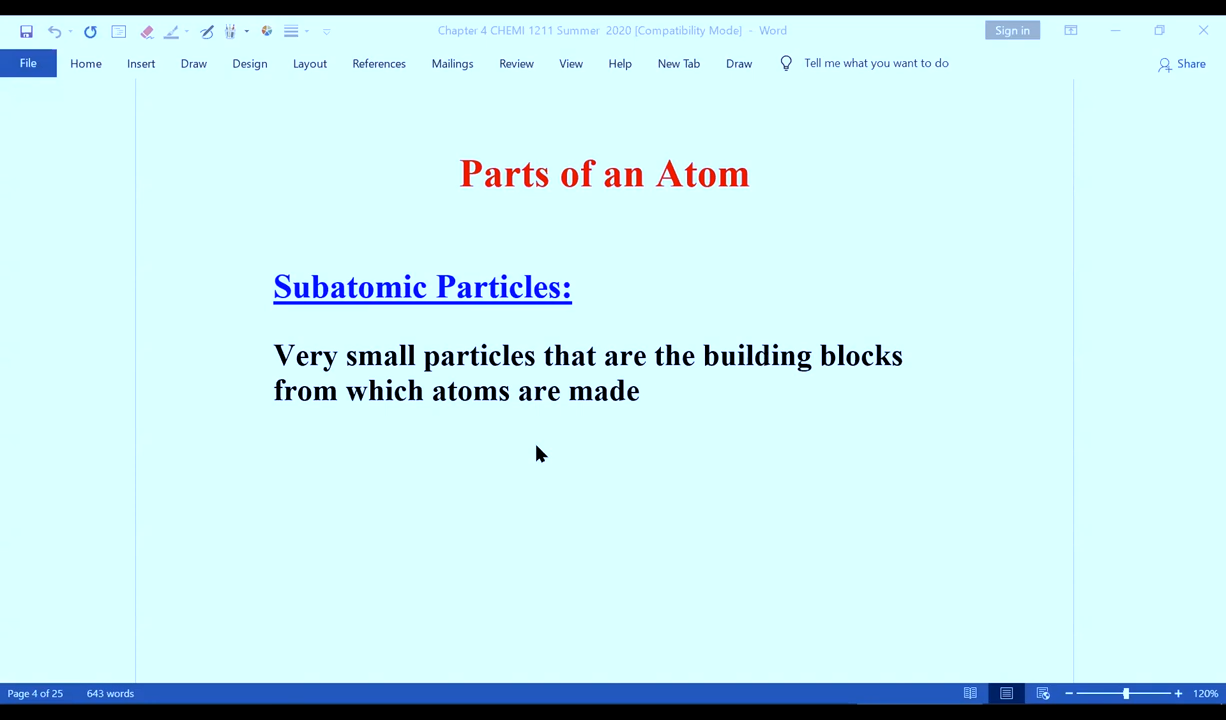 Chapter 4 CHEMI 1211 Summer 2020 [Compatibility Mode] - Word
Sign in
File Home Insert Draw Design Layout References Mailings Review View Help New Tab Draw Tell me what you want to do Share
Parts of an Atom
Subatomic Particles:
Very small particles that are the building blocks
from which atoms are made
Page 4 of 25 643 words 120%